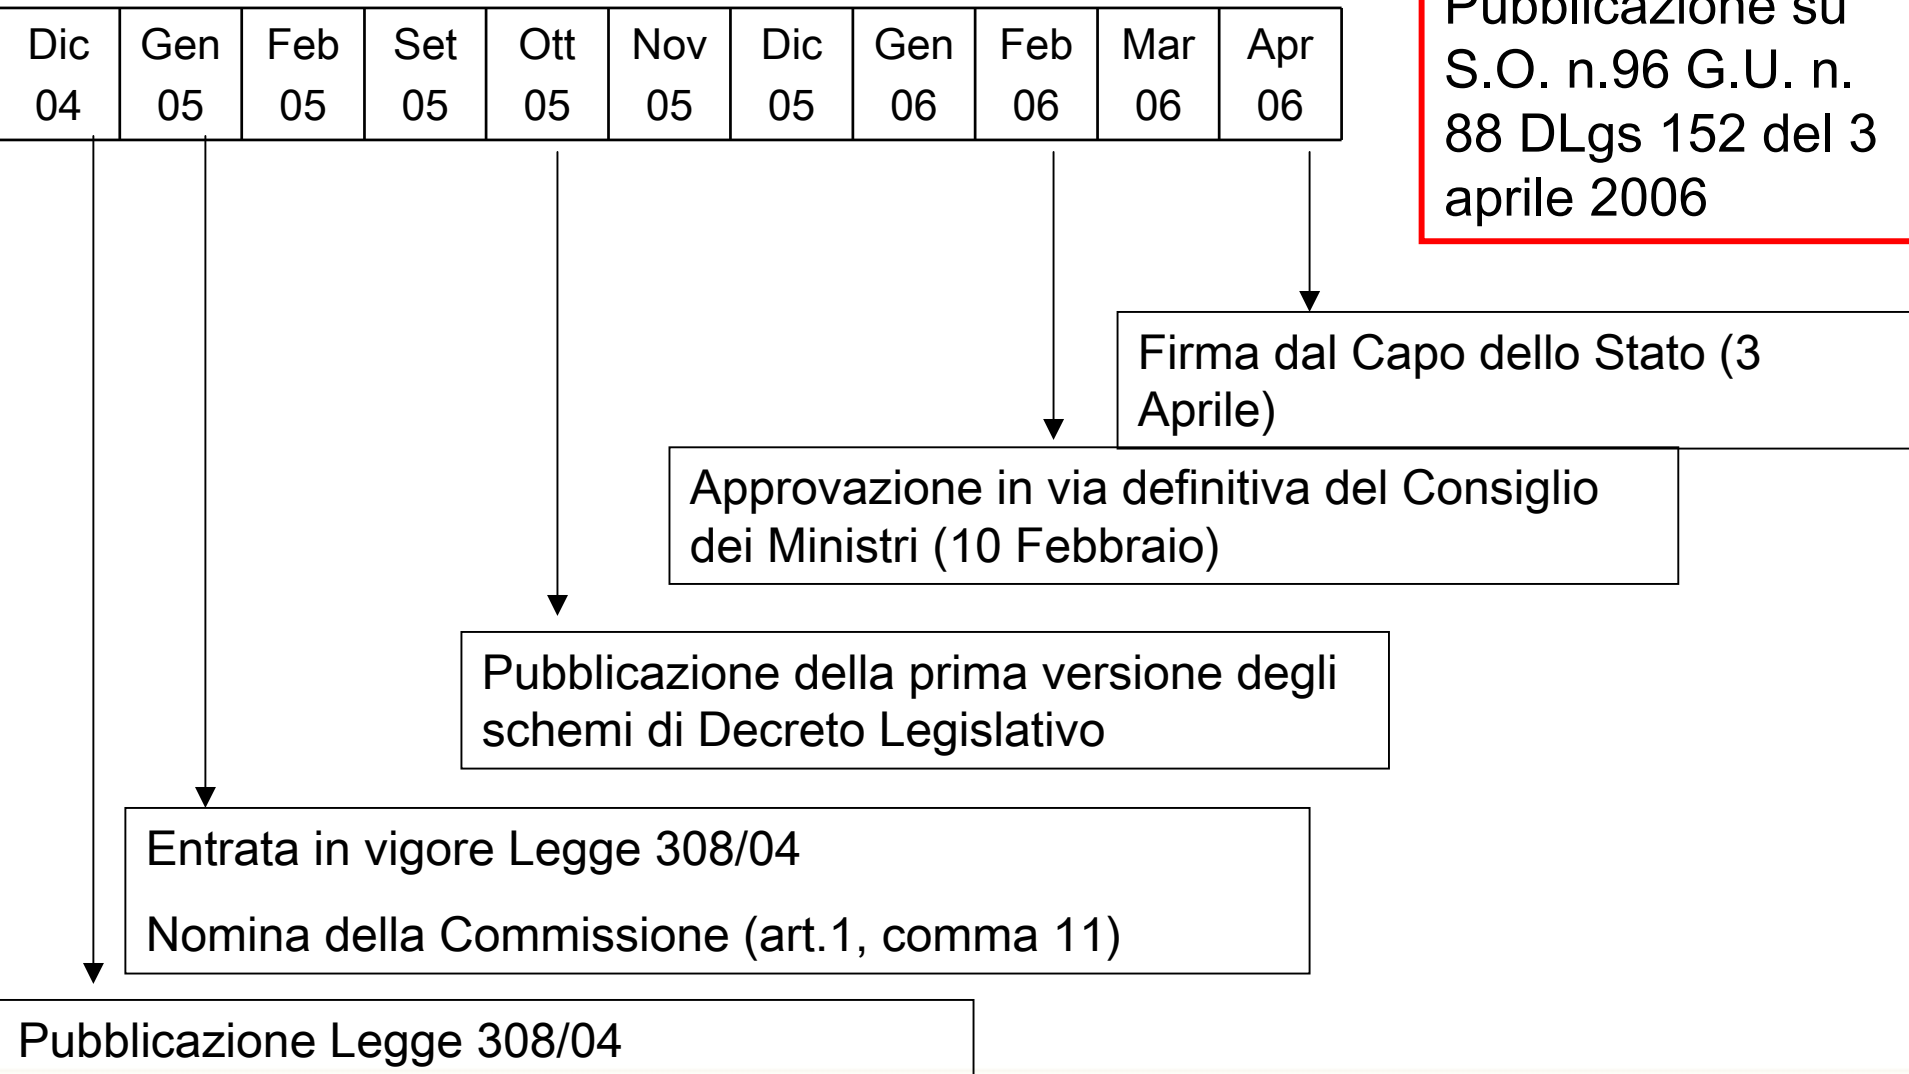 Dic Gen Feb Set Ott Nov Dic Gen Feb Mar Apr
04 05 05 05 05 05 05 06 06 06 06
Pubblicazione su
S.O. n.96 G.U. n.
88 DLgs 152 del 3
aprile 2006
Firma dal Capo dello Stato (3
Aprile)
Approvazione in via definitiva del Consiglio
dei Ministri (10 Febbraio)
Pubblicazione della prima versione degli
schemi di Decreto Legislativo
Entrata in vigore Legge 308/04
Nomina della Commissione (art.1, comma 11)
Pubblicazione Legge 308/04